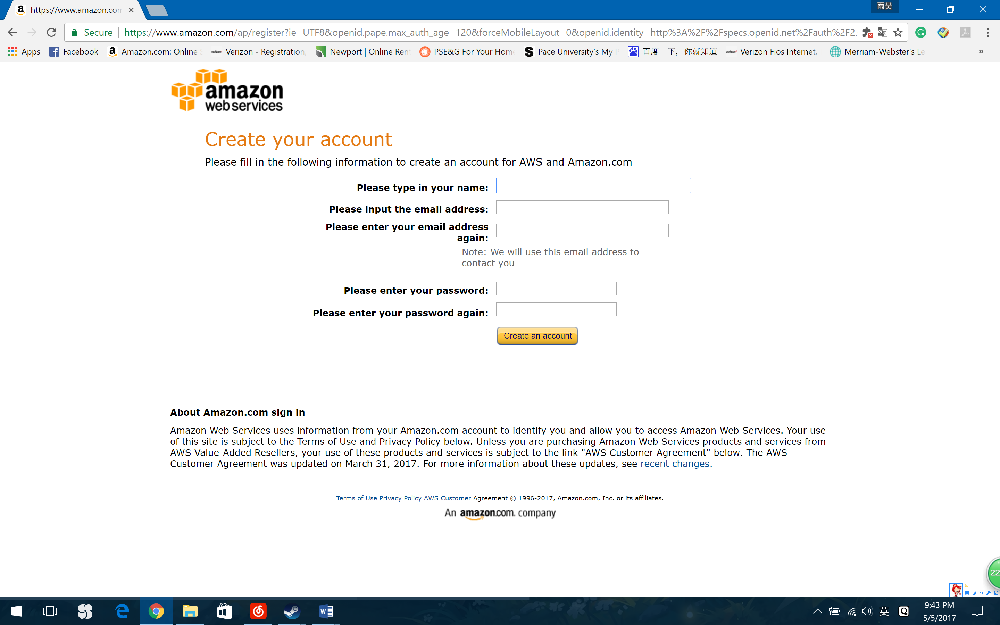 https://www.amazon.com
雨昊
Secure
https://www.amazon.com/ap/register?ie=UTF8&openid.pape.max_auth_age=120&forceMobileLayout=0&openid.identity=http%3A%2F%2Fspecs.openid.net%2Fauth%2F2.
Apps Facebook Amazon.com: Online Verizon - Registration, Newport | Online Rent PSE&G For Your Home Pace University's My P 百度一下，你就知道 Verizon Fios Internet, Merriam-Webster's Le »
amazon
web services
Create your account
Please fill in the following information to create an account for AWS and Amazon.com
Please type in your name:
Please input the email address:
Please enter your email address
again:
Note: We will use this email address to
contact you
Please enter your password:
Please enter your password again:
Create an account
About Amazon.com sign in
Amazon Web Services uses information from your Amazon.com account to identify you and allow you to access Amazon Web Services. Your use
of this site is subject to the Terms of Use and Privacy Policy below. Unless you are purchasing Amazon Web Services products and services from
AWS Value-Added Resellers, your use of these products and services is subject to the link "AWS Customer Agreement" below. The AWS
Customer Agreement was updated on March 31, 2017. For more information about these updates, see recent changes.
Terms of Use Privacy Policy AWS Customer Agreement © 1996-2017, Amazon.com, Inc. or its affiliates.
An amazon.com. company
22
英
英
9:43 PM
5/5/2017